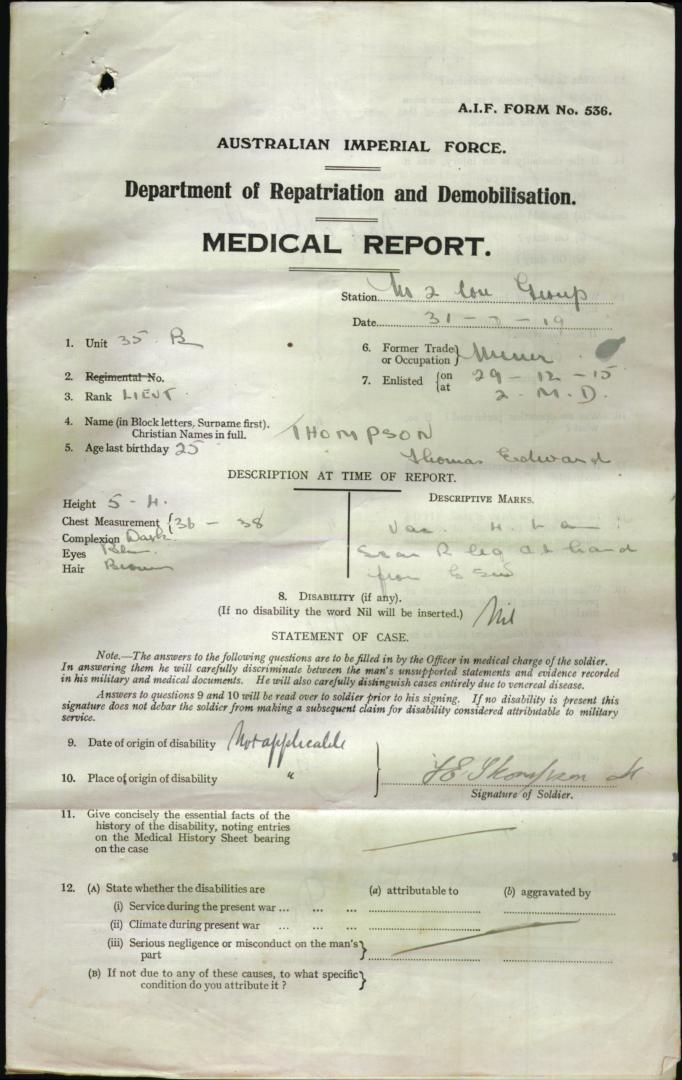 A.I.F. FORM No. 536.
AUSTRALIAN IMPERIAL FORCE.
Department of Repatriation and Demobilisation.
MEDICAL REPORT.
Station No 2 Con Group
Date 31 - - 19
1. Unit 35 B
6. Former Trade or Occupation } Miner
2. Regimental No.
7. Enlisted { on 29 - 12 - 15
at 2. M. D.
3. Rank LIEUT
4. Name (in Block letters, Surname first). THOMPSON
Christian Names in full. Thomas Edward
5. Age last birthday 25
DESCRIPTION AT TIME OF REPORT.
Height 5 - 4.
Chest Measurement { 36 - 38
Complexion Dark.
Eyes
Hair Brown
DESCRIPTIVE MARKS.
Vac.
Scar R leg hand
from
8. DISABILITY (if any).
(If no disability the word Nil will be inserted.) Nil
STATEMENT OF CASE.
Note.—The answers to the following questions are to be filled in by the Officer in medical charge of the soldier.
In answering them he will carefully discriminate between the man's unsupported statements and evidence recorded
in his military and medical documents. He will also carefully distinguish cases entirely due to venereal disease.
Answers to questions 9 and 10 will be read over to soldier prior to his signing. If no disability is present this
signature does not debar the soldier from making a subsequent claim for disability considered attributable to military
service.
9. Date of origin of disability Not applicable
10. Place of origin of disability "
T E Thompson Lt
Signature of Soldier.
11. Give concisely the essential facts of the
history of the disability, noting entries
on the Medical History Sheet bearing
on the case
12. (A) State whether the disabilities are (a) attributable to (b) aggravated by
(i) Service during the present war ... ... ...
(ii) Climate during present war ... ... ...
(iii) Serious negligence or misconduct on the man's
part
(B) If not due to any of these causes, to what specific
condition do you attribute it ?